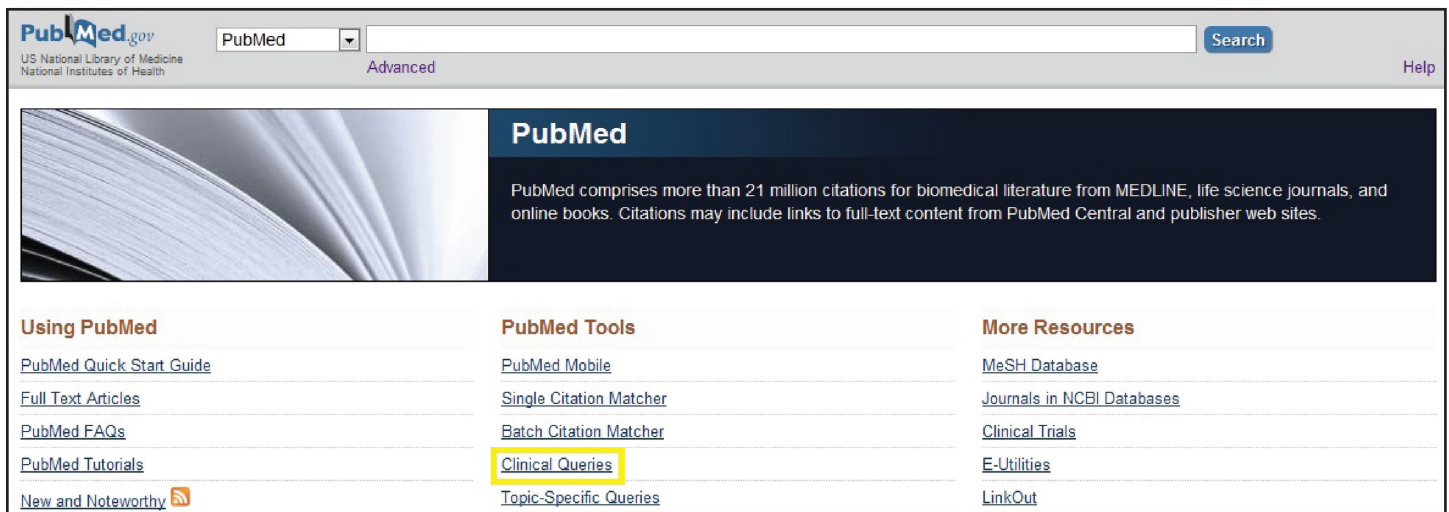 PubMed.gov
US National Library of Medicine
National Institutes of Health
PubMed
Search
Advanced
Help
PubMed
PubMed comprises more than 21 million citations for biomedical literature from MEDLINE, life science journals, and
online books. Citations may include links to full-text content from PubMed Central and publisher web sites.
Using PubMed
PubMed Quick Start Guide
Full Text Articles
PubMed FAQs
PubMed Tutorials
New and Noteworthy
PubMed Tools
PubMed Mobile
Single Citation Matcher
Batch Citation Matcher
Clinical Queries
Topic-Specific Queries
More Resources
MeSH Database
Journals in NCBI Databases
Clinical Trials
E-Utilities
LinkOut